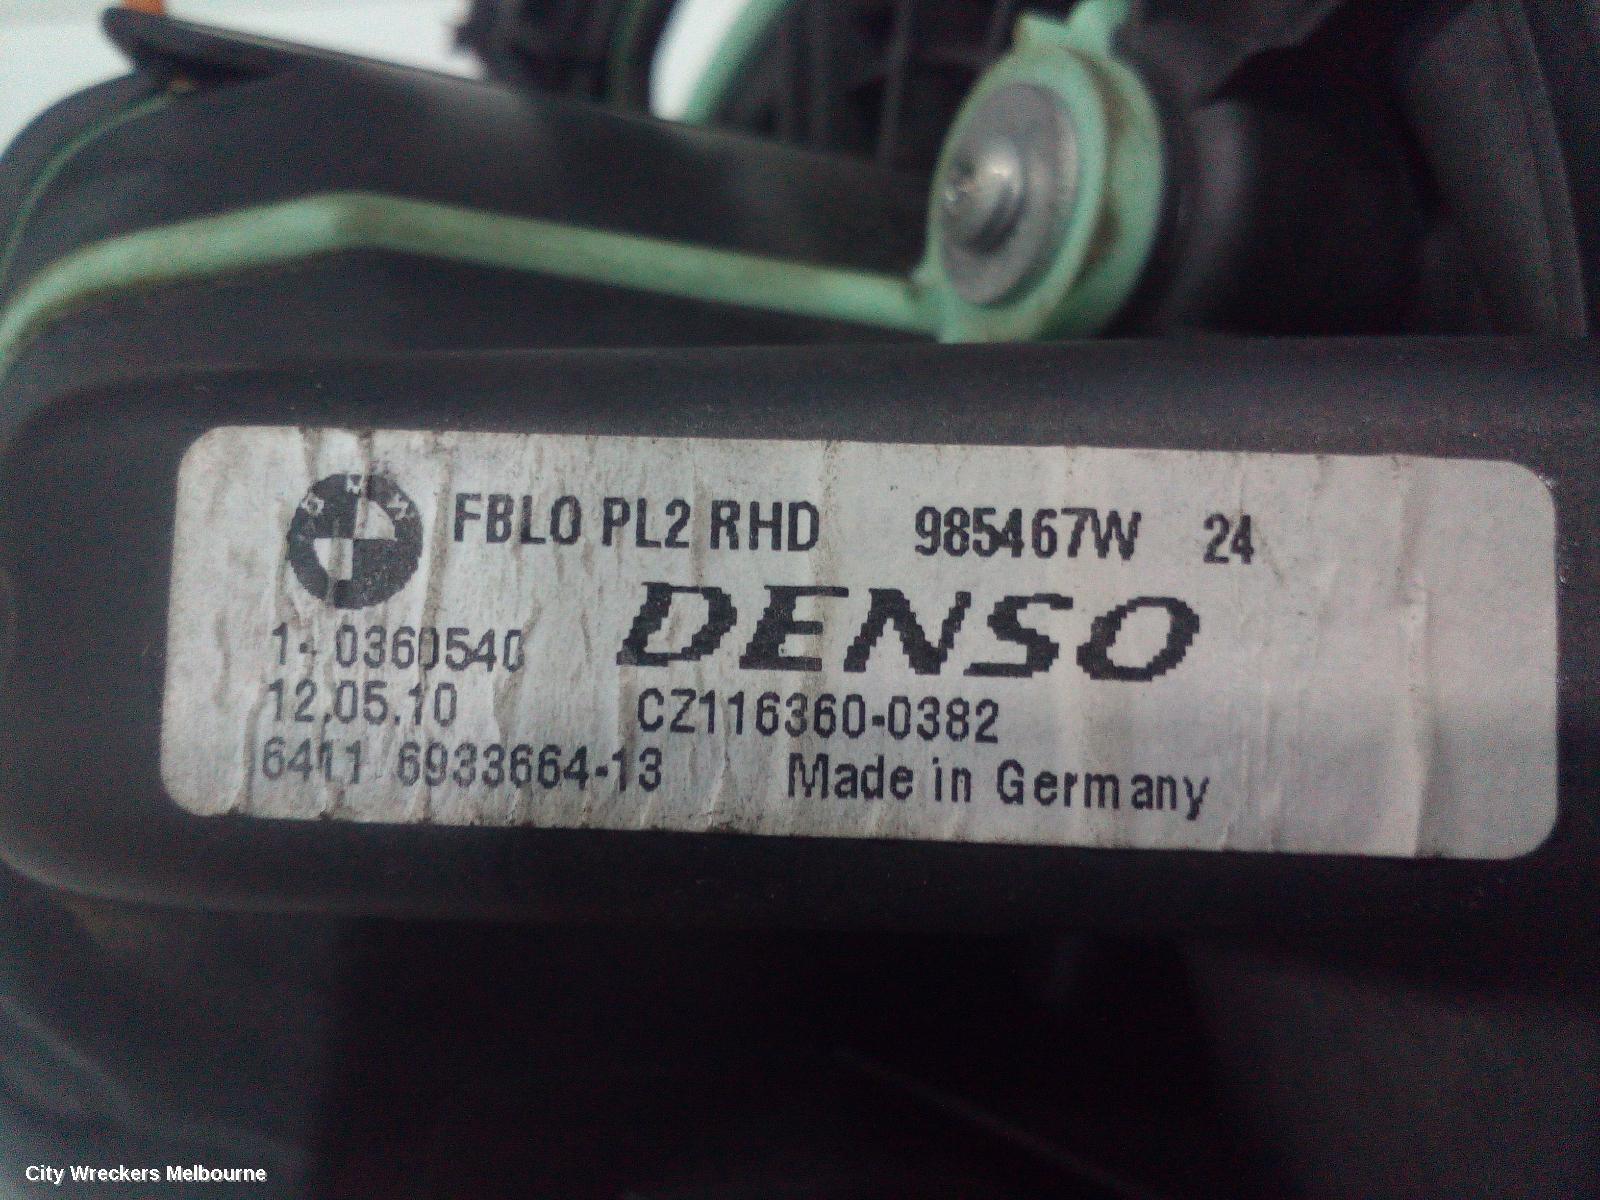 BMW FBLO PL2 RHD 985467W 24
DENSO
1- 0360540
12.05.10 CZ116360-0382
6411 6933664-13 Made in Germany
City Wreckers Melbourne